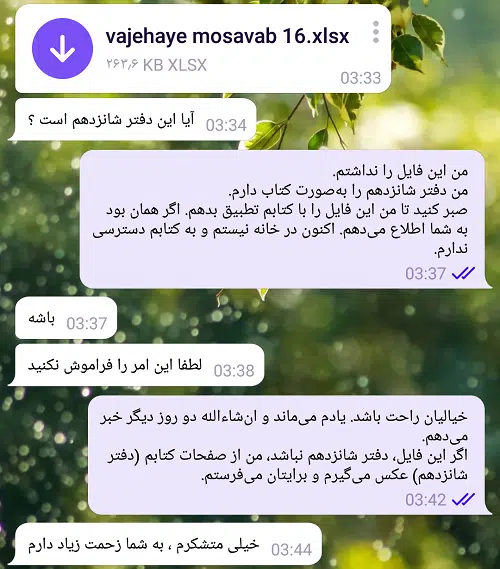 vajehaye mosavab 16.xlsx
۲۶۳٫۶ KB XLSX
03:33
آیا این دفتر شانزدهم است ؟
03:34
من این فایل را نداشتم.
من دفتر شانزدهم را به‌صورت کتاب دارم.
صبر کنید تا من این فایل را با کتابم تطبیق بدهم. اگر همان بود
به شما اطلاع می‌دهم. اکنون در خانه نیستم و به کتابم دسترسی
ندارم.
03:37
باشه
03:37
لطفا این امر را فراموش نکنید
03:38
خیالیان راحت باشد. یادم می‌ماند و ان‌شاءالله دو روز دیگر خبر
می‌دهم.
اگر این فایل، دفتر شانزدهم نباشد، من از صفحات کتابم (دفتر
شانزدهم) عکس می‌گیرم و برایتان می‌فرستم.
03:42
خیلی متشکرم ، به شما زحمت زیاد دارم
03:44